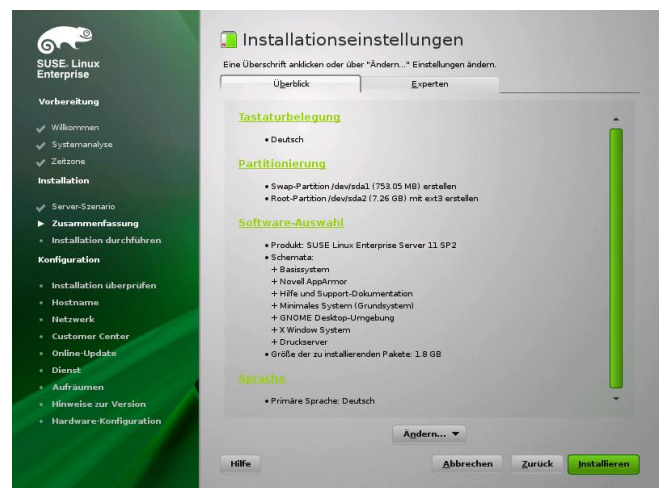 SUSE. Linux
Enterprise
Vorbereitung
Willkommen
Systemanalyse
Zeitzone
Installation
Server-Szenario
Zusammenfassung
Installation durchführen
Konfiguration
Installation überprüfen
Hostname
Netzwerk
Customer Center
Online-Update
Dienst
Aufräumen
Hinweise zur Version
Hardware-Konfiguration
Installationseinstellungen
Eine Überschrift anklicken oder über "Ändern..." Einstellungen ändern.
Überblick
Experten
Tastaturbelegung
• Deutsch
Partitionierung
• Swap-Partition /dev/sda1 (753.05 MB) erstellen
• Root-Partition /dev/sda2 (7.26 GB) mit ext3 erstellen
Software-Auswahl
• Produkt: SUSE Linux Enterprise Server 11 SP2
• Schemata:
+ Basissystem
+ Novell AppArmor
+ Hilfe und Support-Dokumentation
+ Minimales System (Grundsystem)
+ GNOME Desktop-Umgebung
+ X Window System
+ Druckserver
• Größe der zu installierenden Pakete: 1.8 GB
Sprache
• Primäre Sprache: Deutsch
Ändern...
Hilfe
Abbrechen
Zurück
Installieren